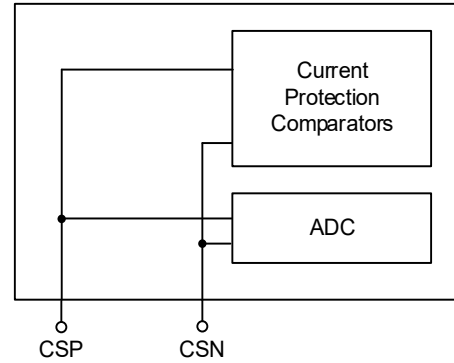 Current
Protection
Comparators
ADC
CSP
CSN